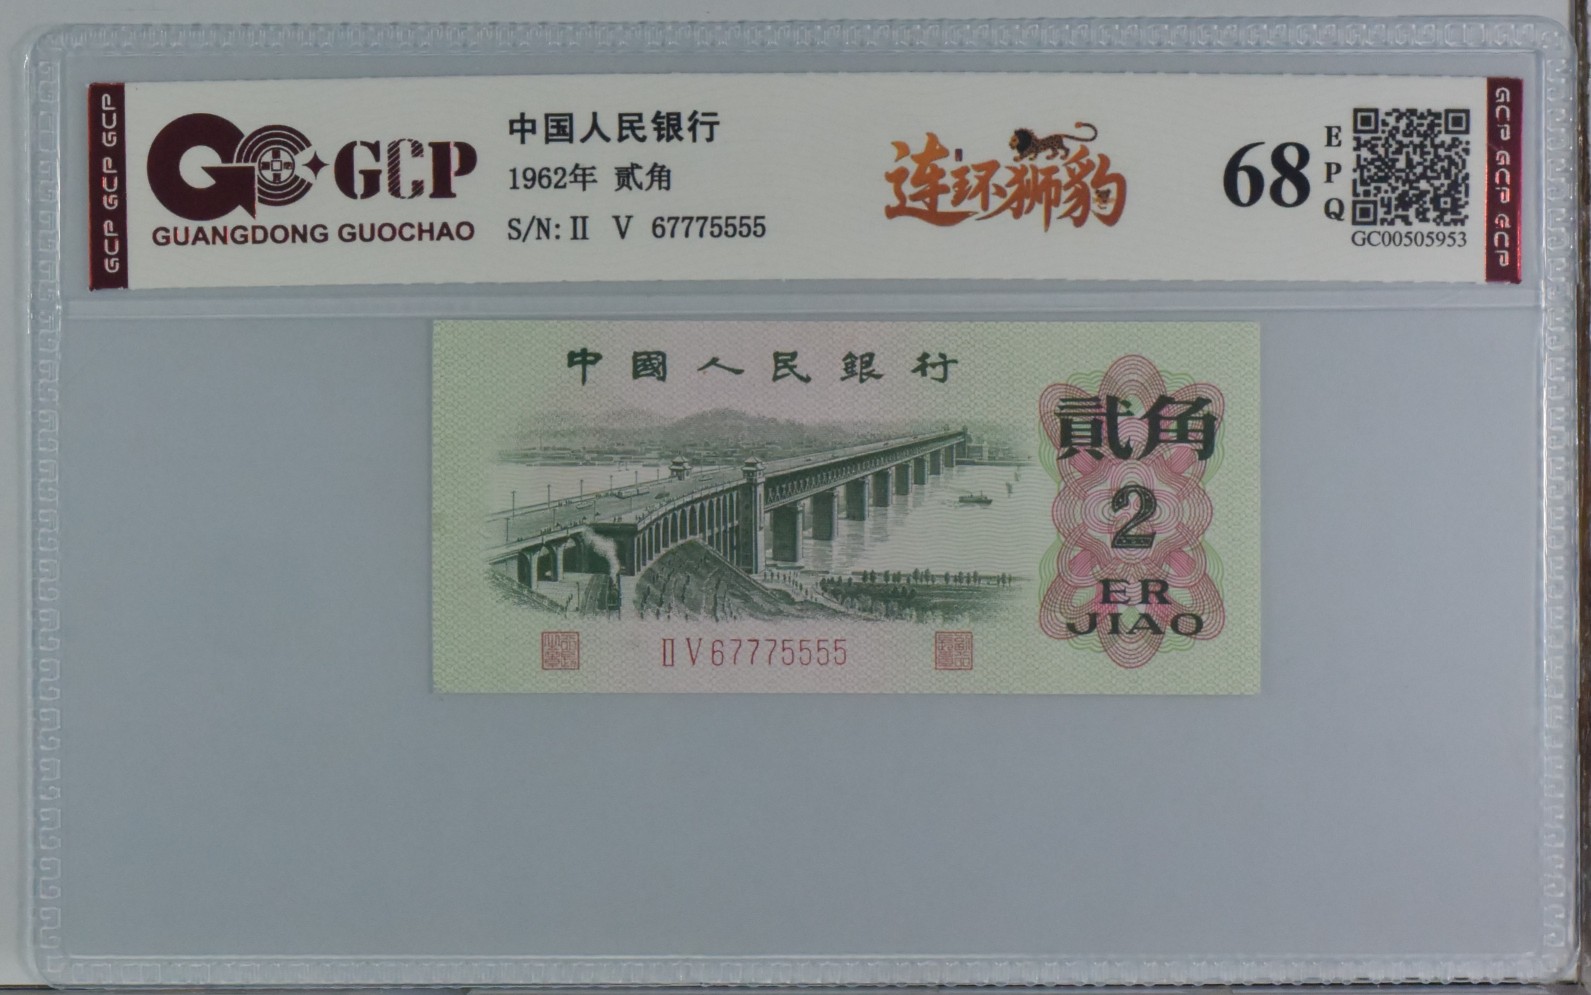 GCP GCP GCP
GCP
GUANGDONG GUOCHAO
中国人民银行
1962年 贰角
S/N: II V 67775555
连环狮豹
68
EPQ
GC00505953
GCP GCP GCP
中國人民銀行
貳角
2
ER
JIAO
II V 67775555